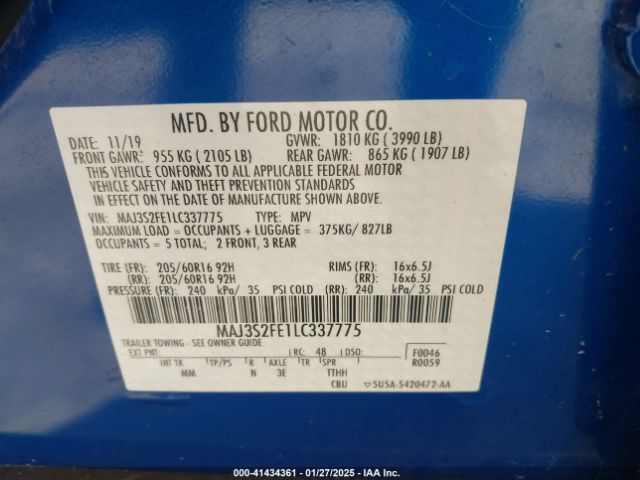 MFD. BY FORD MOTOR CO.
DATE: 11/19 GVWR: 1810 KG ( 3990 LB)
FRONT GAWR: 955 KG ( 2105 LB) REAR GAWR: 865 KG ( 1907 LB)
THIS VEHICLE CONFORMS TO ALL APPLICABLE FEDERAL MOTOR
VEHICLE SAFETY AND THEFT PREVENTION STANDARDS
IN EFFECT ON THE DATE OF MANUFACTURE SHOWN ABOVE.
VIN: MAJ3S2FE1LC337775 TYPE: MPV
MAXIMUM LOAD = OCCUPANTS + LUGGAGE = 375KG/ 827LB
OCCUPANTS = 5 TOTAL; 2 FRONT, 3 REAR
TIRE (FR): 205/60R16 92H RIMS (FR): 16x6.5J
(RR): 205/60R16 92H (RR): 16x6.5J
PRESSURE (FR): 240 kPa/ 35 PSI COLD (RR): 240 kPa/ 35 PSI COLD
MAJ3S2FE1LC337775
TRAILER TOWING - SEE OWNER GUIDE
EXT PNT: RC: 48 DSO: F0046
R0059
INT TR TP/PS R AXLE TR SPR
MM N 3E TTHH
CBU 5U5A-5420472-AA
000-41434361 | 01/27/2025 | IAA Inc.